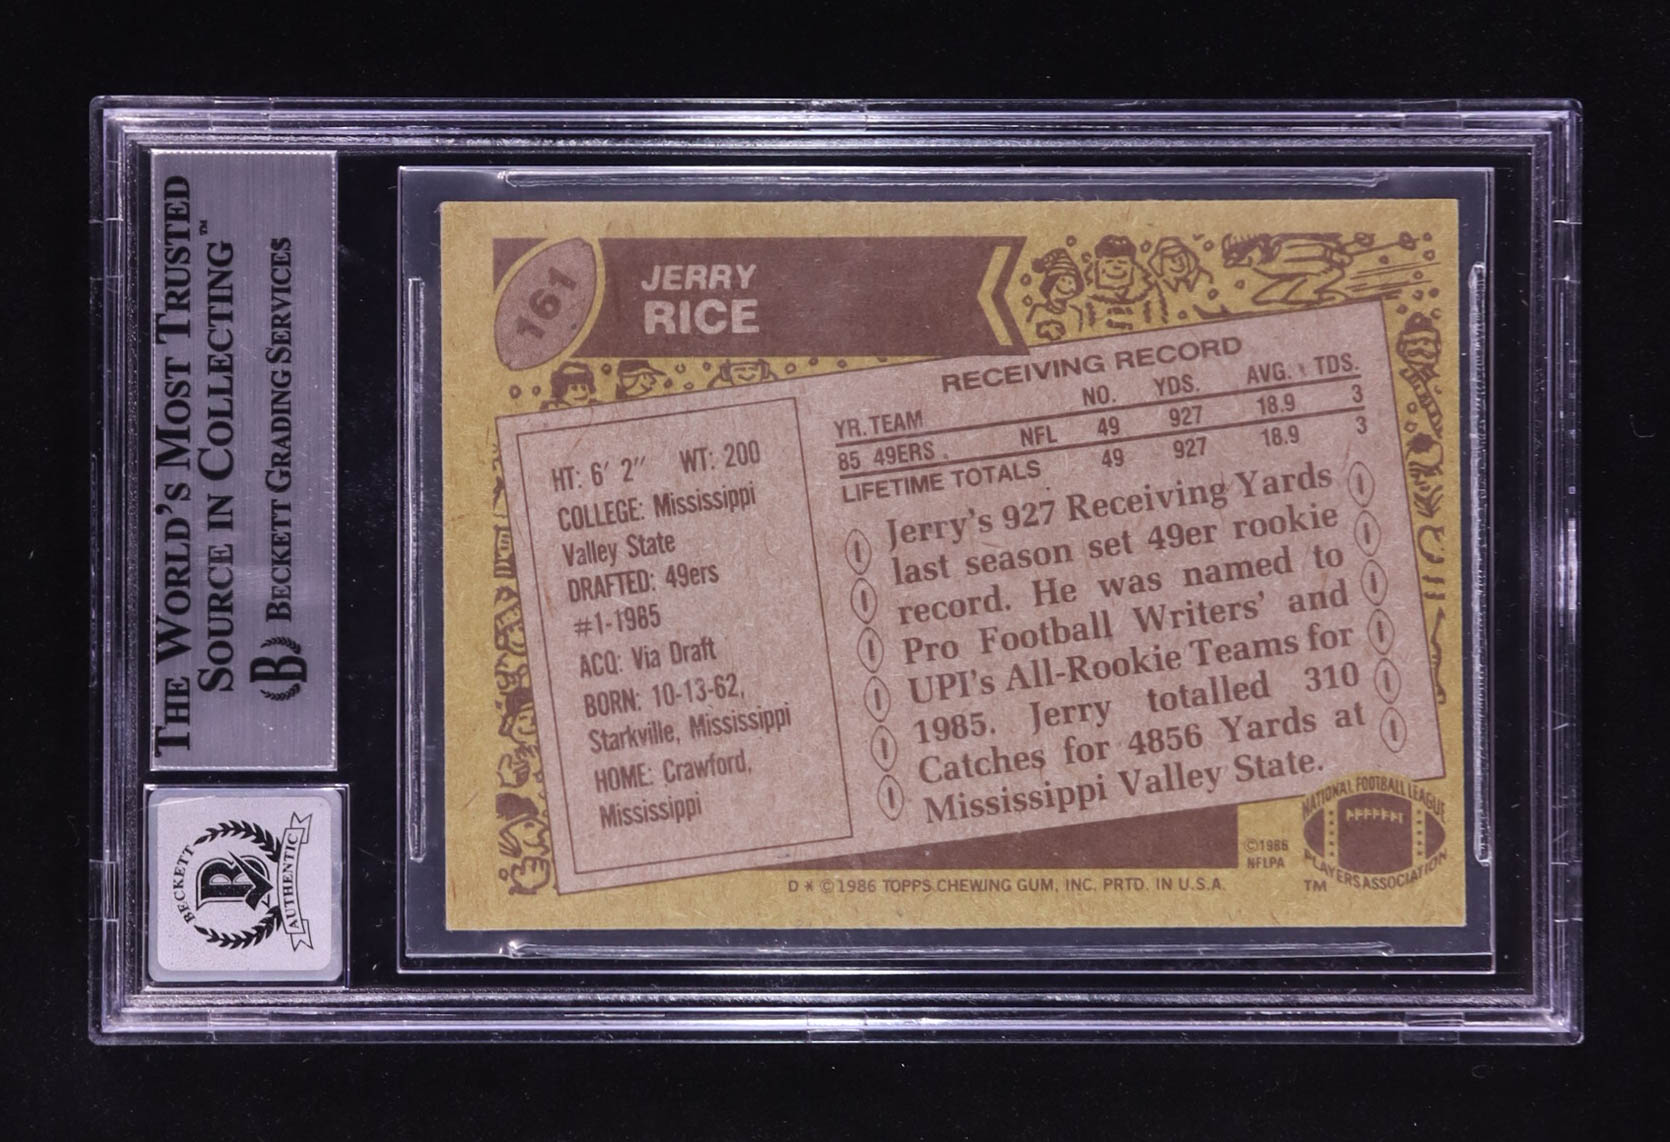 THE WORLD'S MOST TRUSTED
SOURCE IN COLLECTING™
B BECKETT GRADING SERVICES
BECKETT
B
AUTHENTIC
161
JERRY
RICE
RECEIVING RECORD
YR. TEAM NO. YDS. AVG. TDS.
85 49ERS NFL 49 927 18.9 3
LIFETIME TOTALS 49 927 18.9 3
HT: 6' 2" WT: 200
COLLEGE: Mississippi
Valley State
DRAFTED: 49ers
#1-1985
ACQ: Via Draft
BORN: 10-13-62,
Starkville, Mississippi
HOME: Crawford,
Mississippi
Jerry's 927 Receiving Yards
last season set 49er rookie
record. He was named to
Pro Football Writers' and
UPI's All-Rookie Teams for
1985. Jerry totalled 310
Catches for 4856 Yards at
Mississippi Valley State.
©1986
NFLPA
NATIONAL FOOTBALL LEAGUE
PLAYERS ASSOCIATION
TM
D * © 1986 TOPPS CHEWING GUM, INC. PRTD. IN U.S.A.